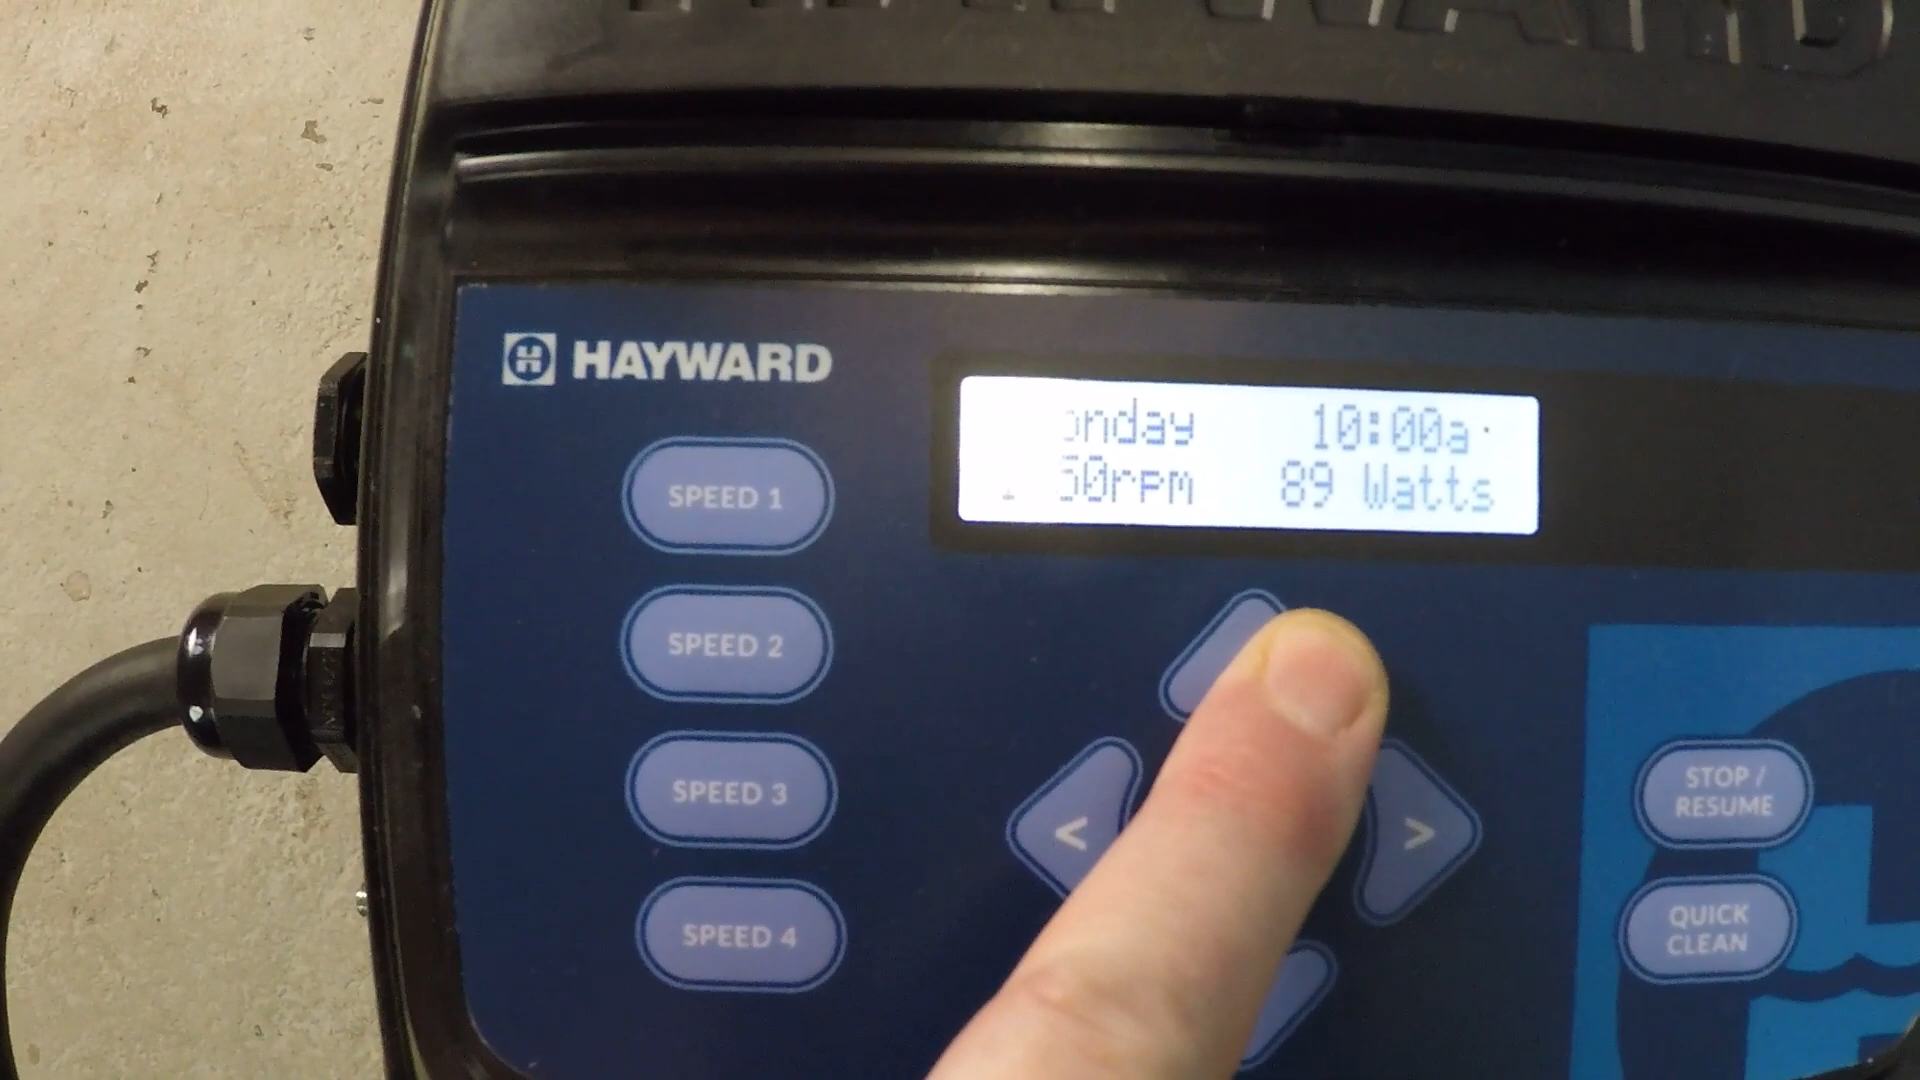 HAYWARD
onday 10:00a
50rpm 89 Watts
SPEED 1
SPEED 2
SPEED 3
SPEED 4
<
>
STOP /
RESUME
QUICK
CLEAN